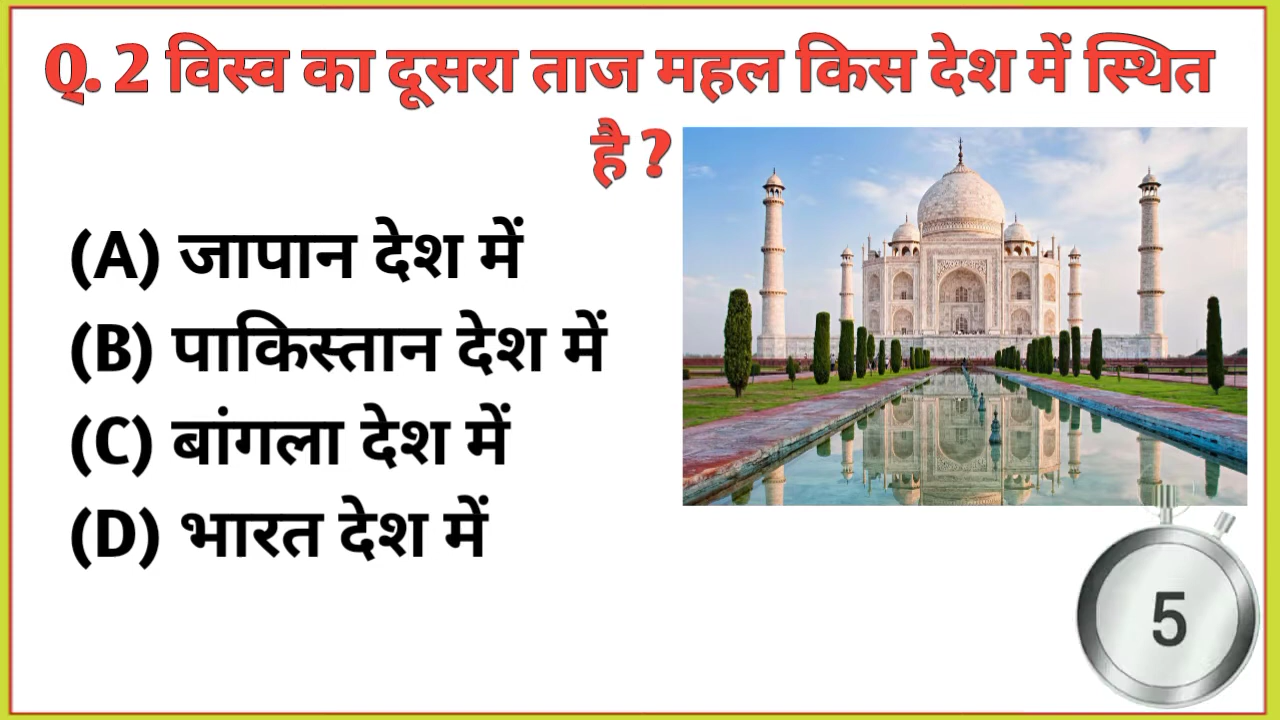 Q. 2 विस्व का दूसरा ताज महल किस देश में स्थित
है ?
(A) जापान देश में
(B) पाकिस्तान देश में
(C) बांगला देश में
(D) भारत देश में
5